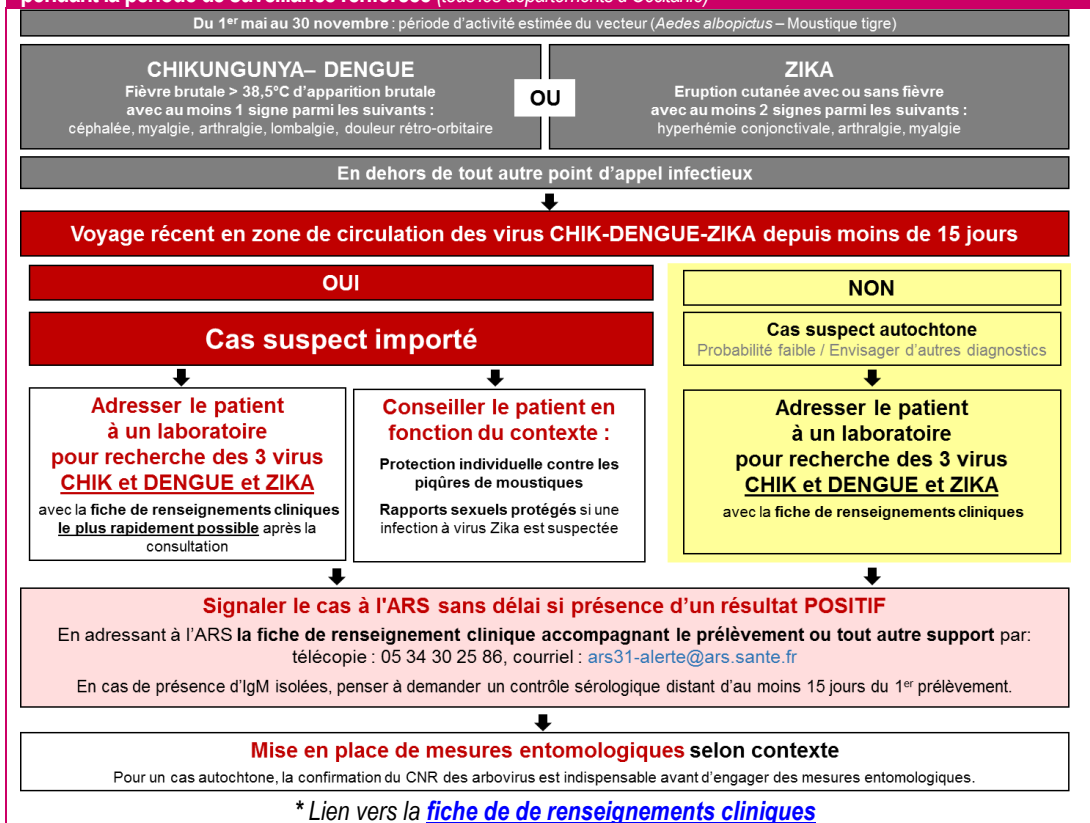 pendant la période de surveillance renforcée (tous les départements d'Occitanie)
Du 1er mai au 30 novembre : période d'activité estimée du vecteur (Aedes albopictus – Moustique tigre)
CHIKUNGUNYA– DENGUE
Fièvre brutale > 38,5°C d'apparition brutale
avec au moins 1 signe parmi les suivants :
céphalée, myalgie, arthralgie, lombalgie, douleur rétro-orbitaire
OU
ZIKA
Eruption cutanée avec ou sans fièvre
avec au moins 2 signes parmi les suivants :
hyperhémie conjonctivale, arthralgie, myalgie
En dehors de tout autre point d'appel infectieux
Voyage récent en zone de circulation des virus CHIK-DENGUE-ZIKA depuis moins de 15 jours
OUI
Cas suspect importé
Adresser le patient
à un laboratoire
pour recherche des 3 virus
CHIK et DENGUE et ZIKA
avec la fiche de renseignements cliniques
le plus rapidement possible après la
consultation
Conseiller le patient en
fonction du contexte :
Protection individuelle contre les
piqûres de moustiques
Rapports sexuels protégés si une
infection à virus Zika est suspectée
NON
Cas suspect autochtone
Probabilité faible / Envisager d'autres diagnostics
Adresser le patient
à un laboratoire
pour recherche des 3 virus
CHIK et DENGUE et ZIKA
avec la fiche de renseignements cliniques
Signaler le cas à l'ARS sans délai si présence d'un résultat POSITIF
En adressant à l'ARS la fiche de renseignement clinique accompagnant le prélèvement ou tout autre support par:
télécopie : 05 34 30 25 86, courriel : ars31-alerte@ars.sante.fr
En cas de présence d'IgM isolées, penser à demander un contrôle sérologique distant d'au moins 15 jours du 1er prélèvement.
Mise en place de mesures entomologiques selon contexte
Pour un cas autochtone, la confirmation du CNR des arbovirus est indispensable avant d'engager des mesures entomologiques.
* Lien vers la fiche de de renseignements cliniques